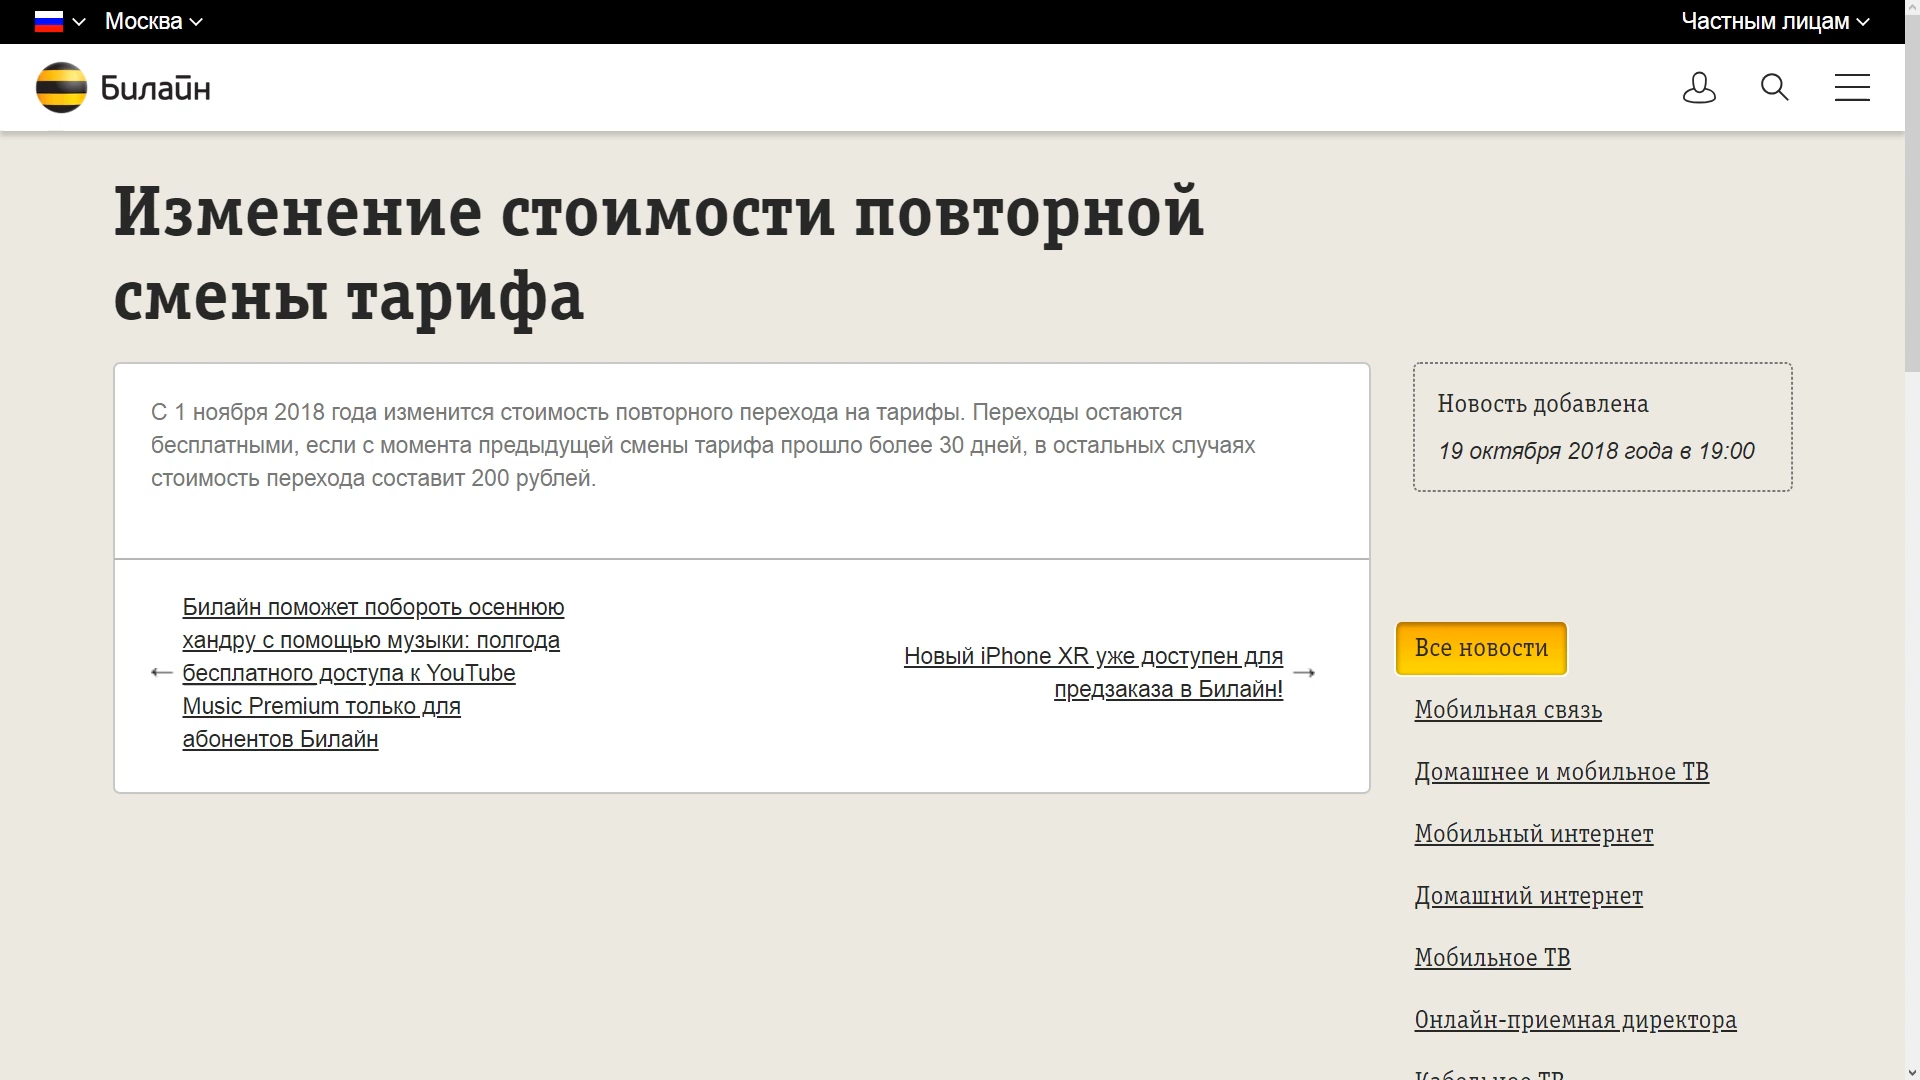 Москва
Частным лицам
Билайн
Изменение стоимости повторной
смены тарифа
С 1 ноября 2018 года изменится стоимость повторного перехода на тарифы. Переходы остаются
бесплатными, если с момента предыдущей смены тарифа прошло более 30 дней, в остальных случаях
стоимость перехода составит 200 рублей.
Новость добавлена
19 октября 2018 года в 19:00
← Билайн поможет побороть осеннюю
хандру с помощью музыки: полгода
бесплатного доступа к YouTube
Music Premium только для
абонентов Билайн
Новый iPhone XR уже доступен для
предзаказа в Билайн! →
Все новости
Мобильная связь
Домашнее и мобильное ТВ
Мобильный интернет
Домашний интернет
Мобильное ТВ
Онлайн-приемная директора
Кабельное ТВ